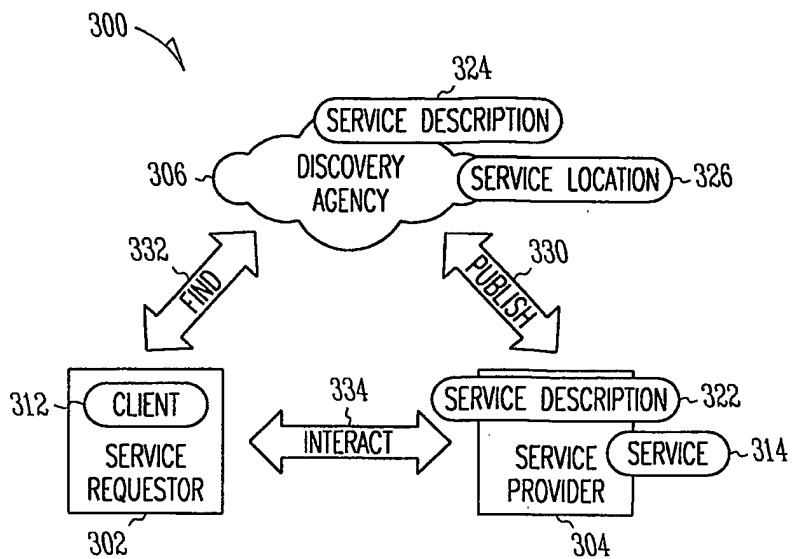 300
324
SERVICE DESCRIPTION
306
DISCOVERY
AGENCY
SERVICE LOCATION
326
332
FIND
330
PUBLISH
312
CLIENT
SERVICE
REQUESTOR
302
334
INTERACT
SERVICE DESCRIPTION
322
SERVICE
PROVIDER
SERVICE
314
304